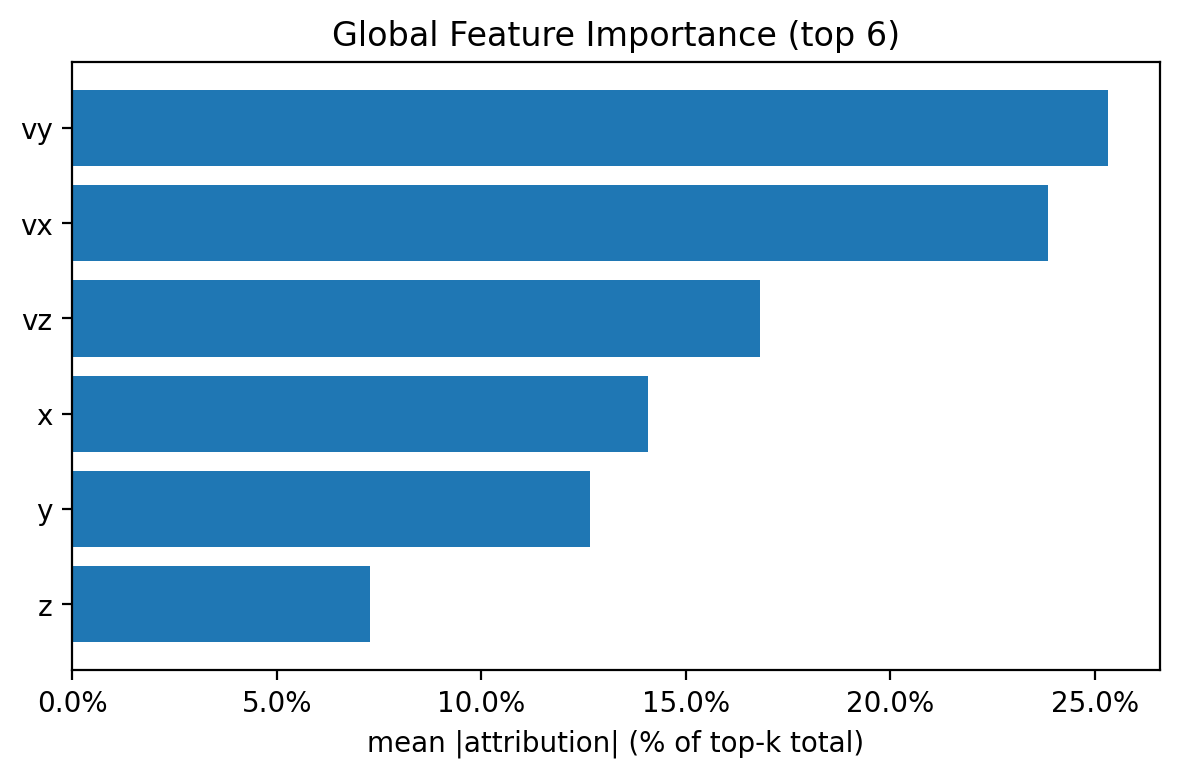 Global Feature Importance (top 6)
vy
vx
vz
x
y
z
0.0% 5.0% 10.0% 15.0% 20.0% 25.0%
mean |attribution| (% of top-k total)